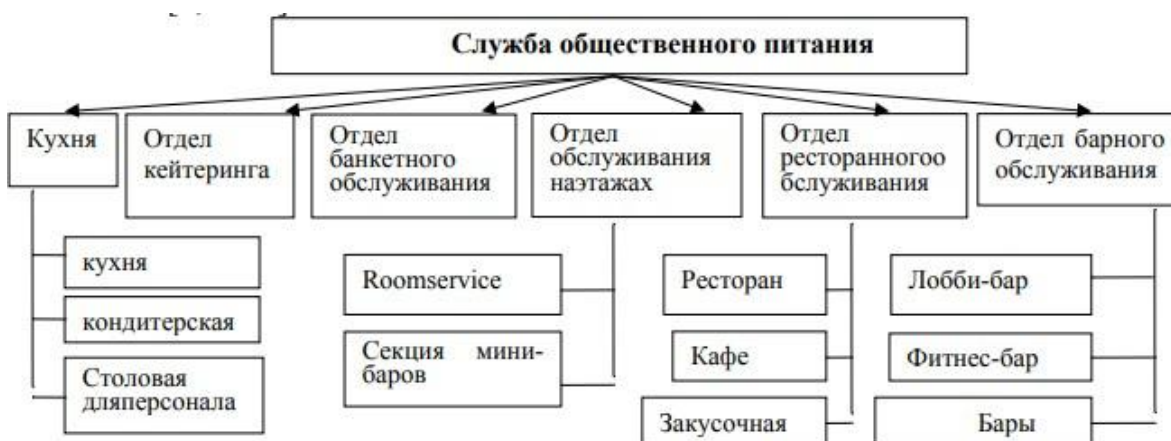 Служба общественного питания
Кухня
Отдел
кейтеринга
Отдел
банкетного
обслуживания
Отдел
обслуживания
наэтажах
Отдел
ресторанногоо
бслуживания
Отдел барного
обслуживания
кухня
кондитерская
Столовая
дляперсонала
Roomservice
Секция мини-
баров
Ресторан
Кафе
Закусочная
Лобби-бар
Фитнес-бар
Бары